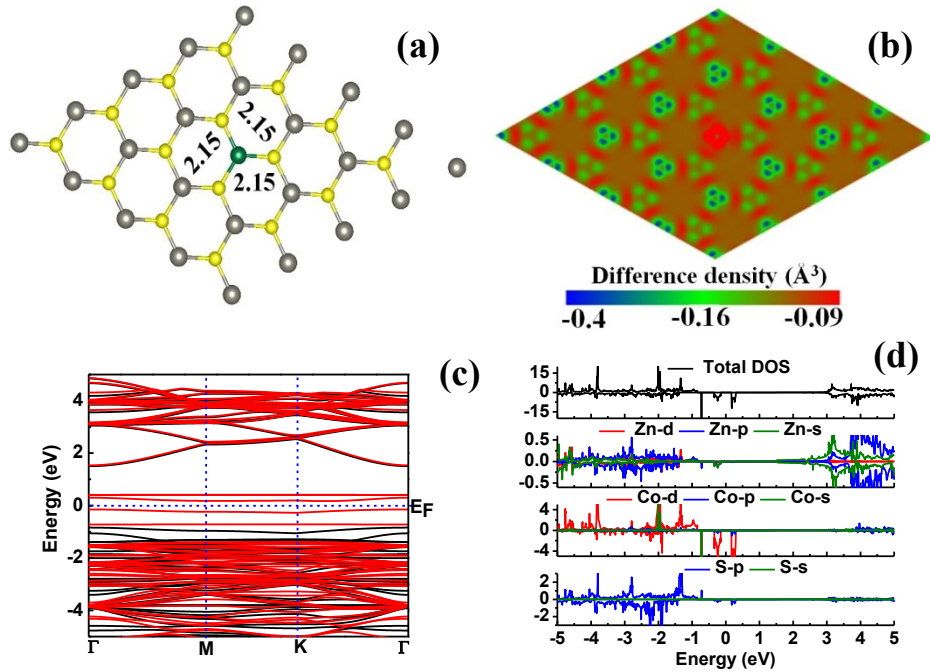 (a)
2.15
2.15
2.15
(b)
Difference density (Å³)
-0.4
-0.16
-0.09
(c)
Energy (eV)
4
2
0
-2
-4
E_F
Γ
M
K
Γ
(d)
Total DOS
15
0
-15
Zn-d Zn-p Zn-s
0.5
0.0
-0.5
Co-d Co-p Co-s
4
0
-4
S-p S-s
2
0
-2
-5 -4 -3 -2 -1 0 1 2 3 4 5
Energy (eV)